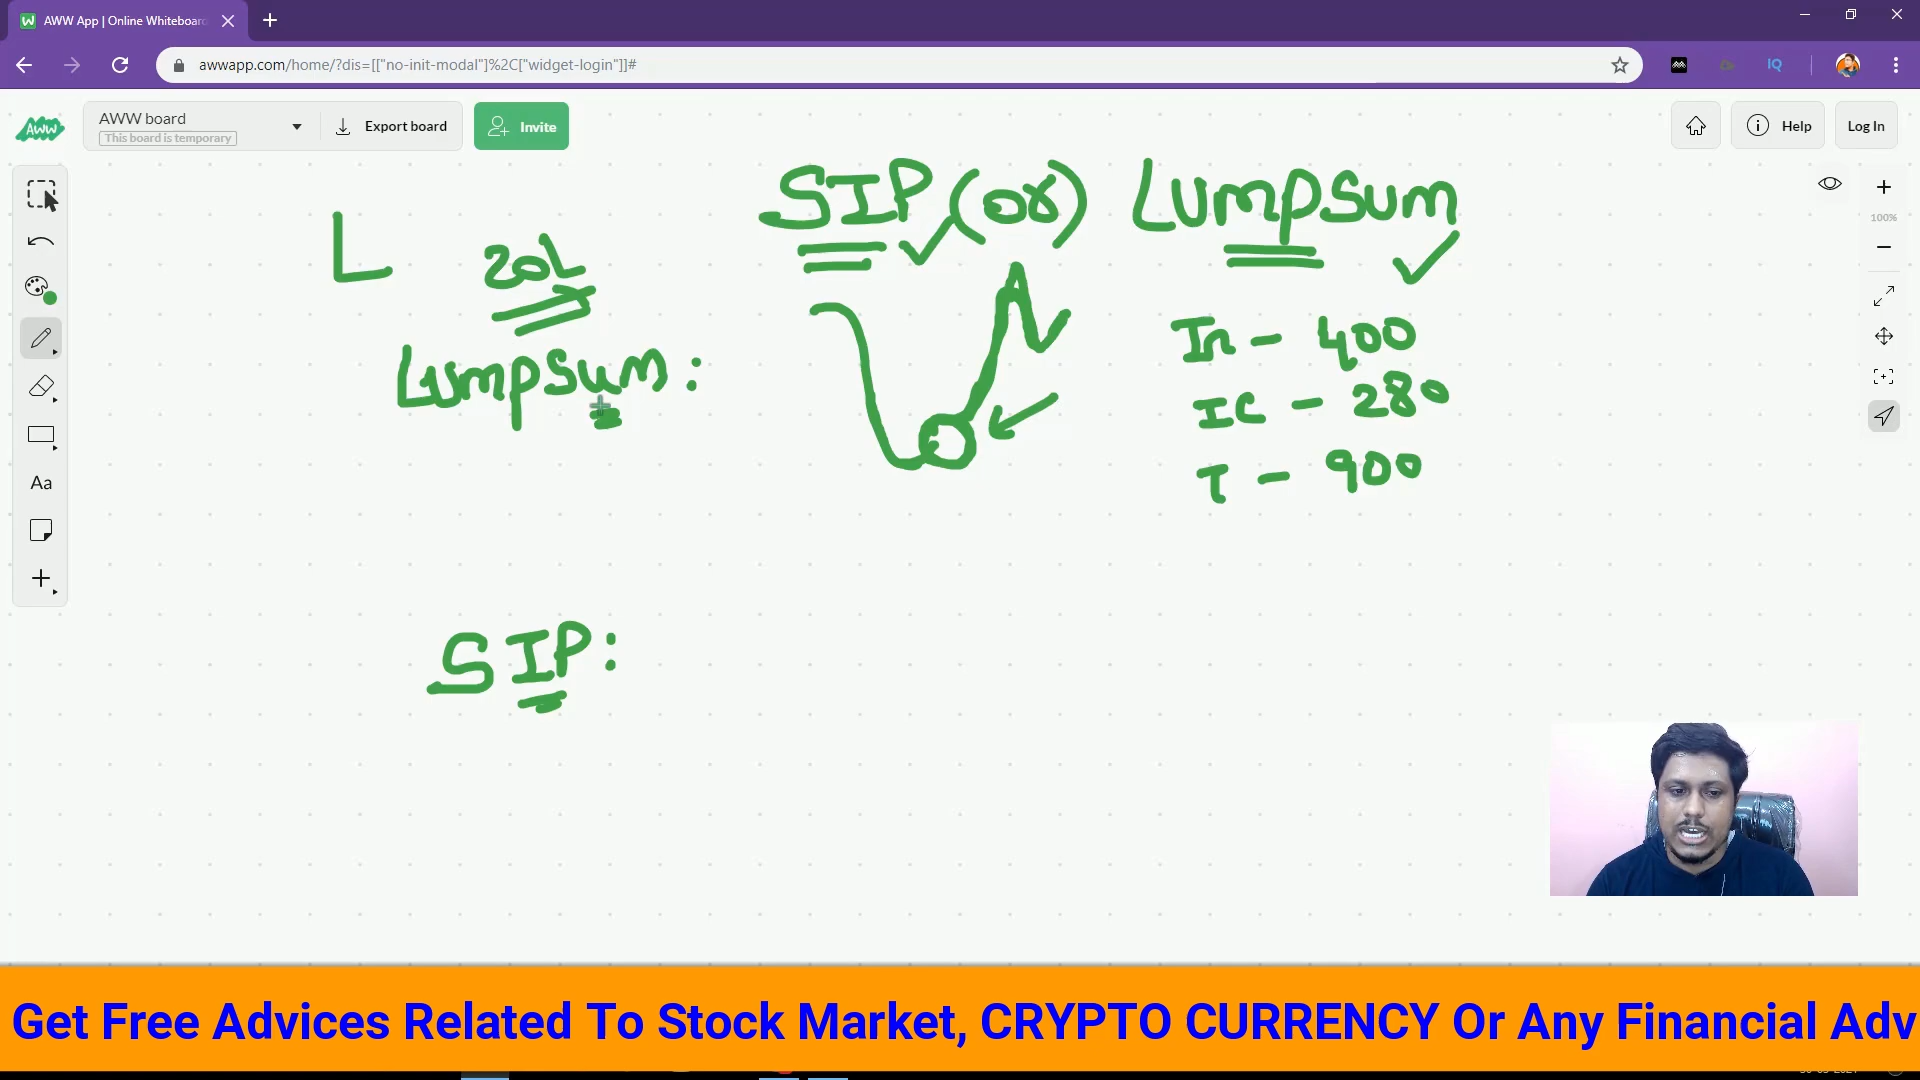 AWW App | Online Whiteboard
awwapp.com/home/?dis=[["no-init-modal"]%2C["widget-login"]]#
IQ
AWW
AWW board
This board is temporary
Export board
Invite
Help
Log In
100%
Aa
SIP (or) Lumpsum
L
20L
Lumpsum :
In - 400
IC - 280
T - 900
SIP :
Get Free Advices Related To Stock Market, CRYPTO CURRENCY Or Any Financial Adv